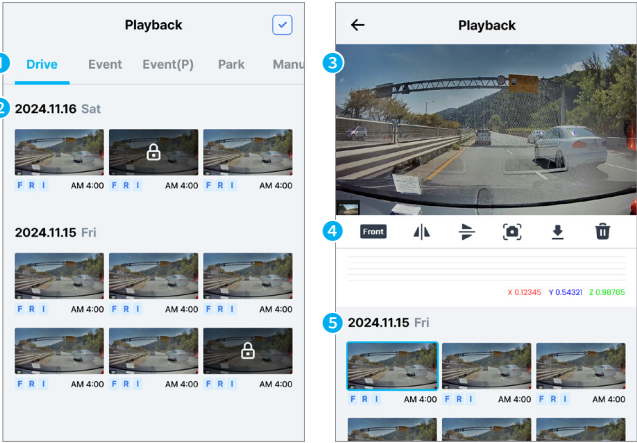 Playback
1 Drive Event Event(P) Park Manu
2 2024.11.16 Sat
F R I AM 4:00 F R I AM 4:00 F R I AM 4:00
2024.11.15 Fri
F R I AM 4:00 F R I AM 4:00 F R I AM 4:00
F R I AM 4:00 F R I AM 4:00 F R I AM 4:00
Playback
3
4 Front
X 0.12345 Y 0.54321 Z 0.98765
5 2024.11.15 Fri
F R I AM 4:00 F R I AM 4:00 F R I AM 4:00